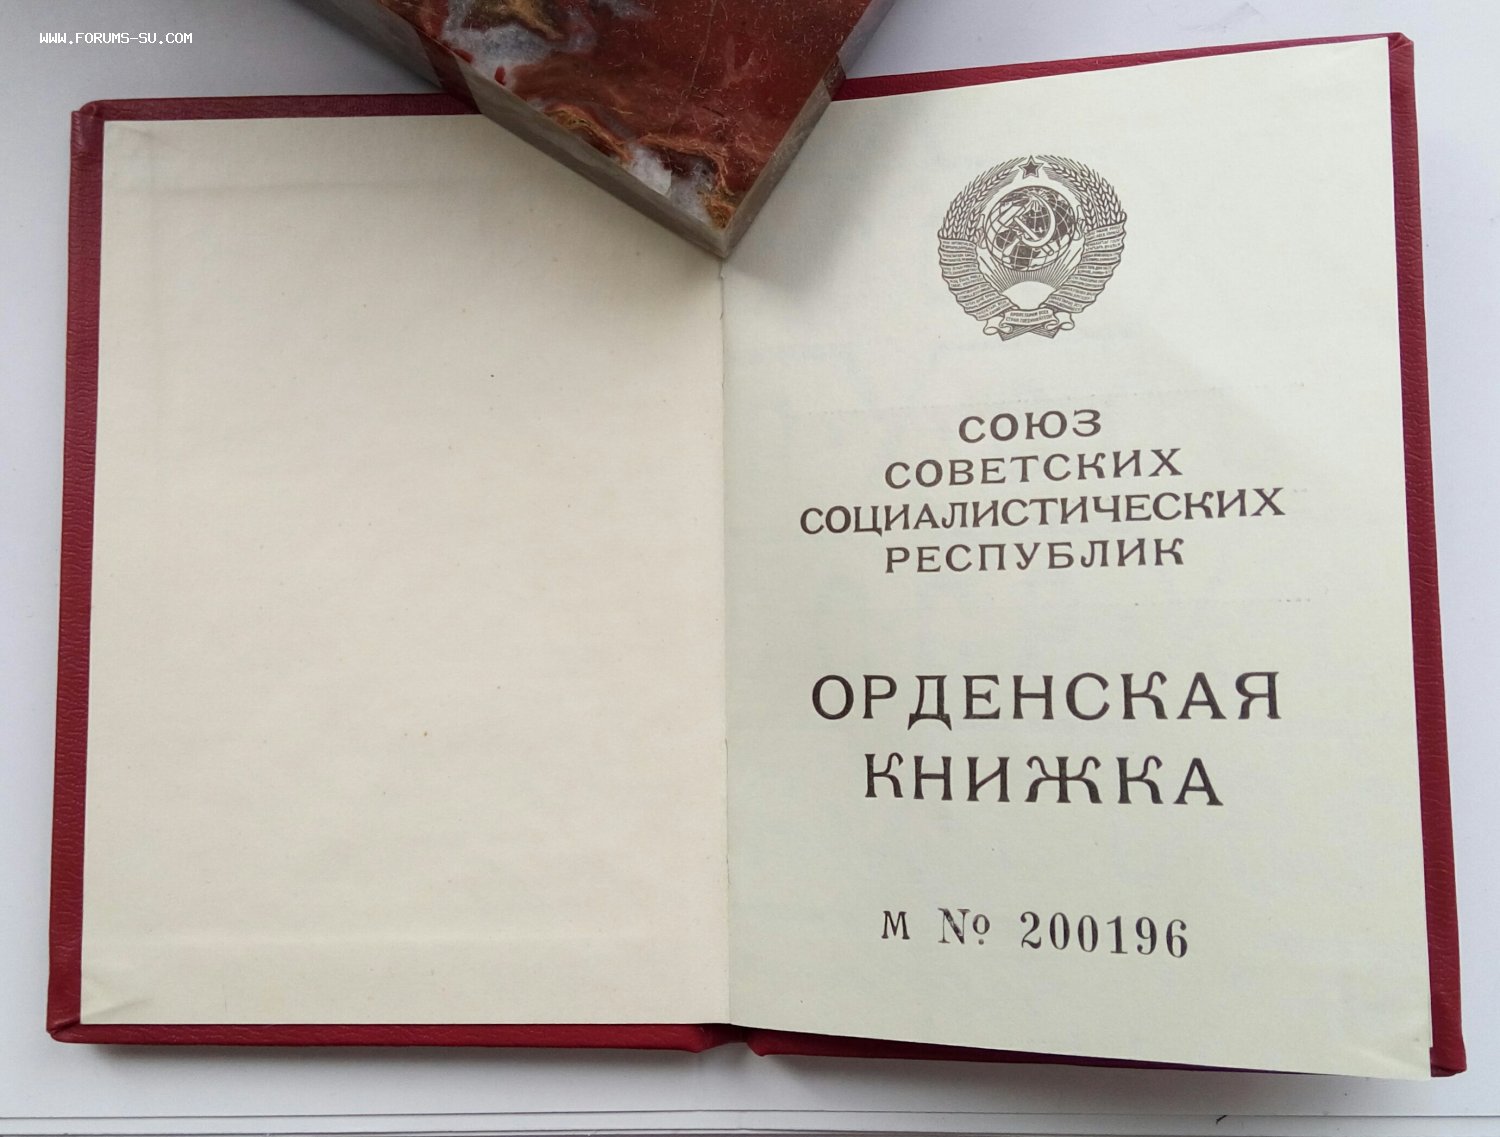 WWW.FORUMS-SU.COM
СОЮЗ
СОВЕТСКИХ
СОЦИАЛИСТИЧЕСКИХ
РЕСПУБЛИК
ОРДЕНСКАЯ
КНИЖКА
М № 200196